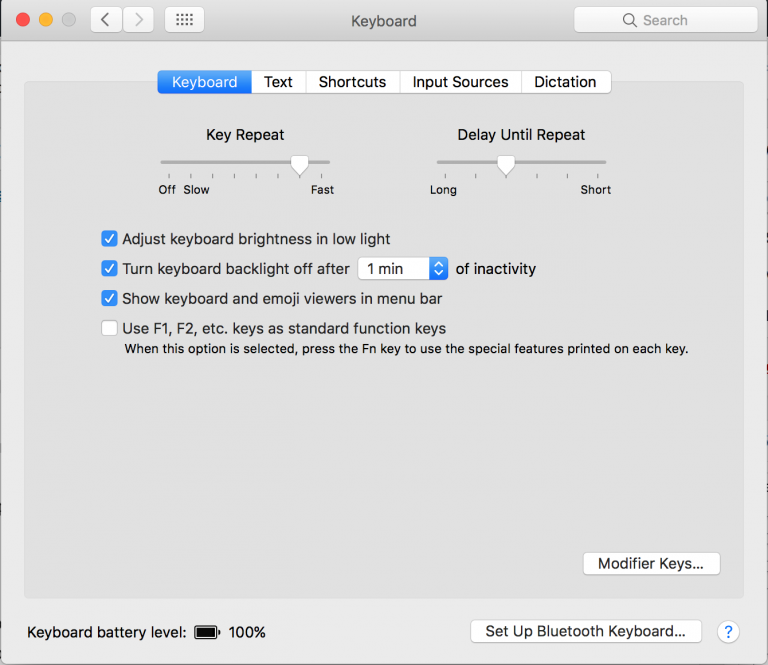 Keyboard
Search
Keyboard Text Shortcuts Input Sources Dictation
Key Repeat Delay Until Repeat
Off Slow Fast Long Short
Adjust keyboard brightness in low light
Turn keyboard backlight off after 1 min of inactivity
Show keyboard and emoji viewers in menu bar
Use F1, F2, etc. keys as standard function keys
When this option is selected, press the Fn key to use the special features printed on each key.
Modifier Keys...
Keyboard battery level: 100% Set Up Bluetooth Keyboard... ?